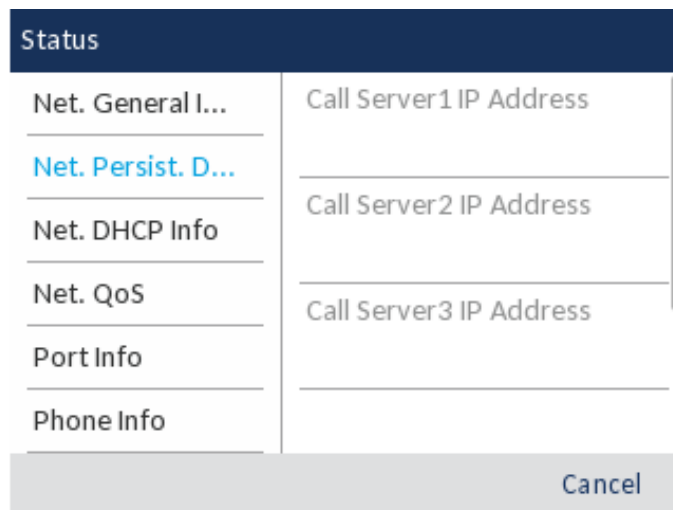 Status
Net. General I...
Net. Persist. D...
Net. DHCP Info
Net. QoS
Port Info
Phone Info
Call Server1 IP Address
Call Server2 IP Address
Call Server3 IP Address
Cancel